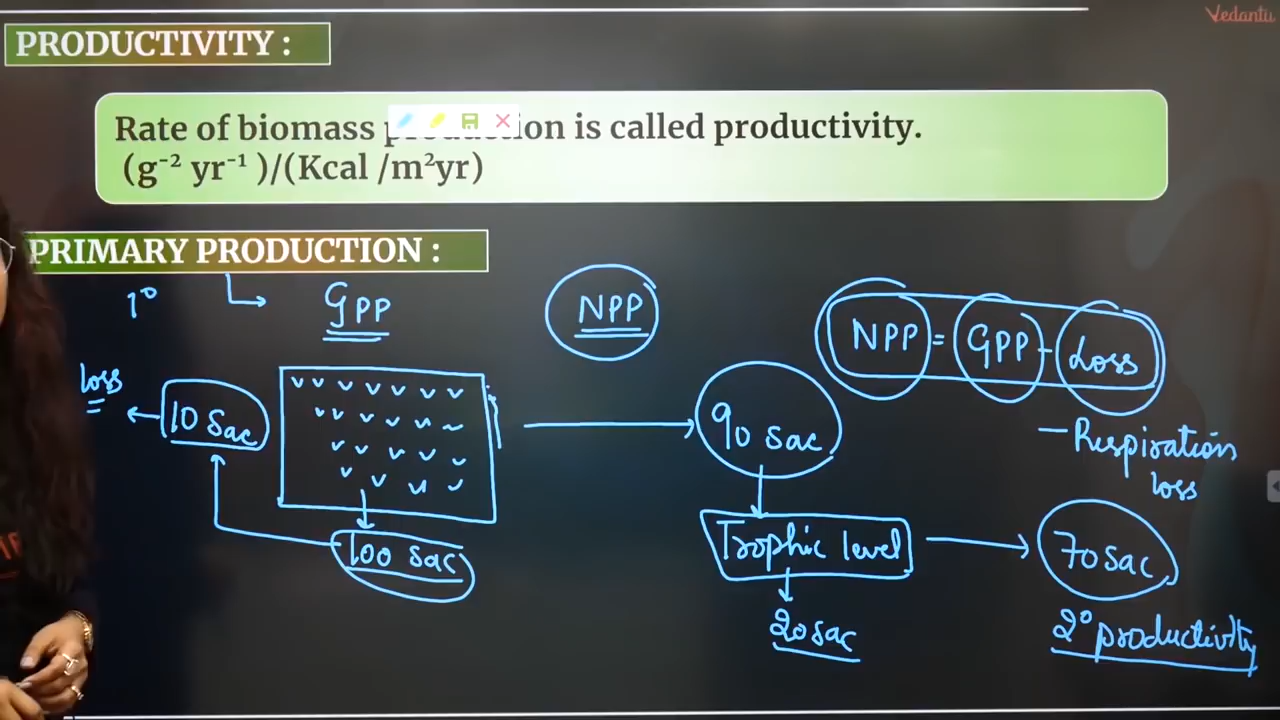 Vedantu
PRODUCTIVITY :
Rate of biomass production is called productivity.
(g⁻² yr⁻¹ )/(Kcal /m²yr)
PRIMARY PRODUCTION :
1°
GPP
NPP
NPP = GPP - Loss
- Respiration
loss
loss
10 Sac
100 Sac
90 Sac
Trophic level
20 Sac
70 Sac
2° productivity